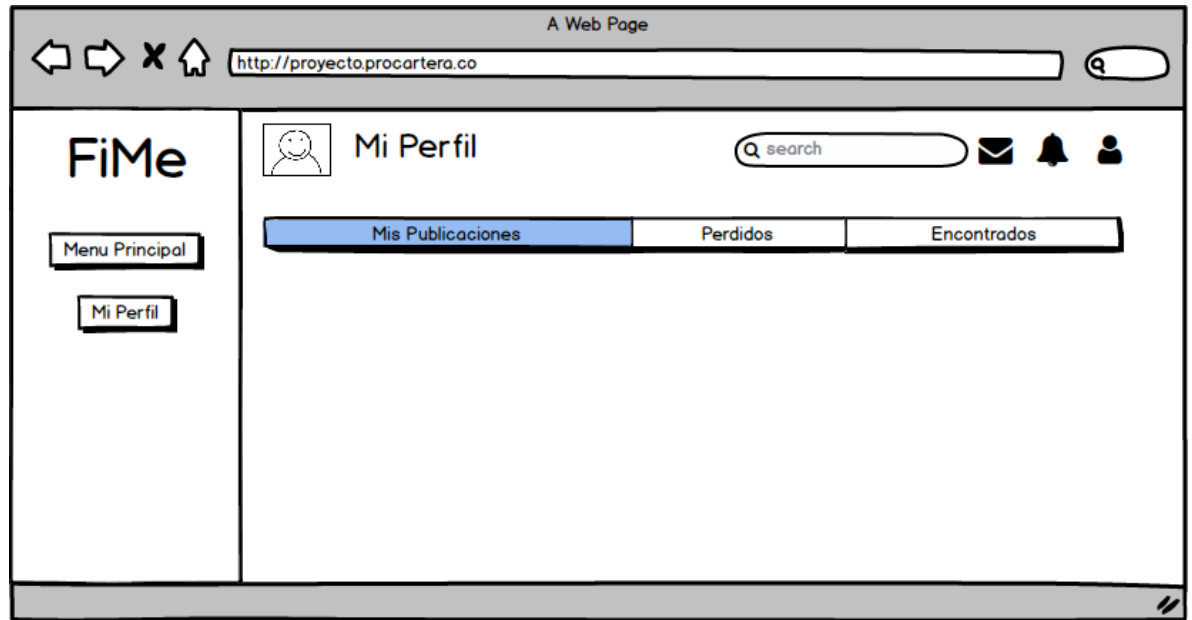 A Web Page
http://proyecto.procartera.co
FiMe
Menu Principal
Mi Perfil
Mi Perfil
search
Mis Publicaciones
Perdidos
Encontrados